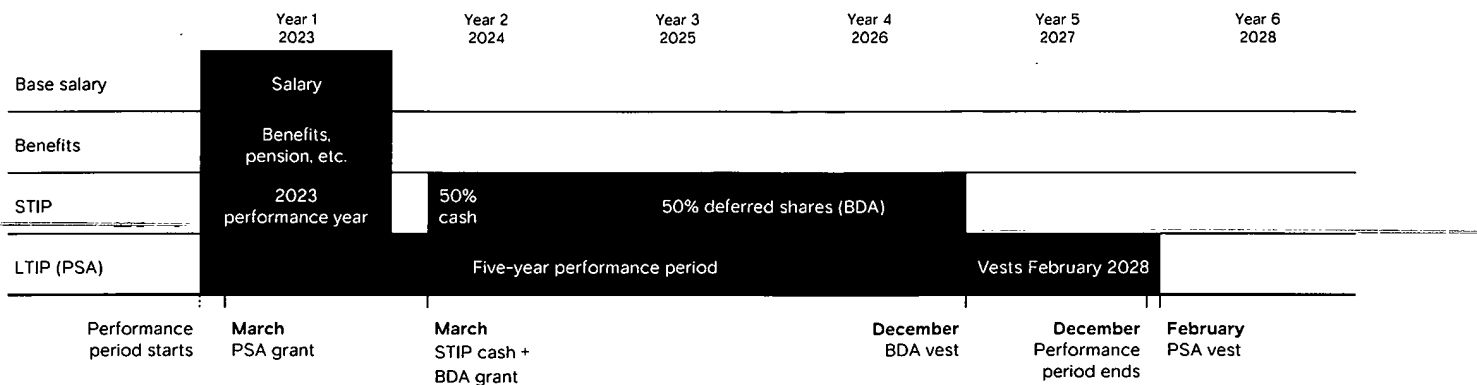 Year 1
2023
Year 2
2024
Year 3
2025
Year 4
2026
Year 5
2027
Year 6
2028
Base salary
Salary
Benefits
Benefits,
pension, etc.
STIP
2023
performance year
50%
cash
50% deferred shares (BDA)
LTIP (PSA)
Five-year performance period
Vests February 2028
Performance
period starts
March
PSA grant
March
STIP cash +
BDA grant
December
BDA vest
December
Performance
period ends
February
PSA vest